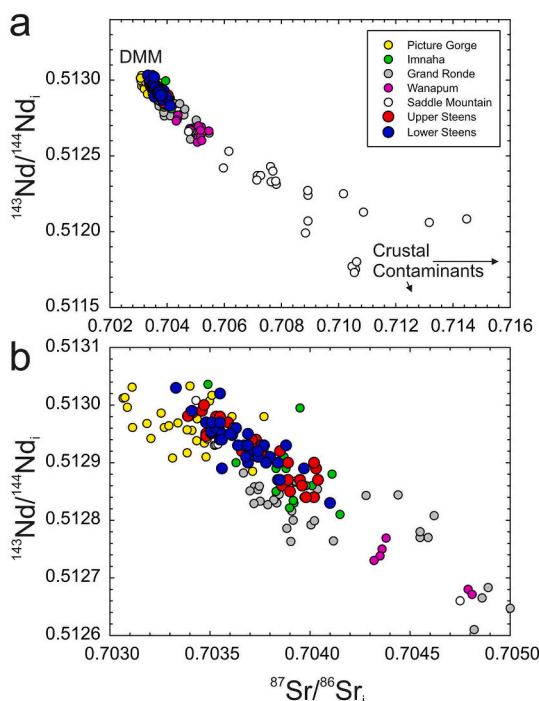 a
DMM
Picture Gorge
Imnaha
Grand Ronde
Wanapum
Saddle Mountain
Upper Steens
Lower Steens
0.5130
0.5125
0.5120
0.5115
¹⁴³Nd/¹⁴⁴Ndᵢ
Crustal
Contaminants
0.702 0.704 0.706 0.708 0.710 0.712 0.714 0.716
b
0.5131
0.5130
0.5129
0.5128
0.5127
0.5126
¹⁴³Nd/¹⁴⁴Ndᵢ
0.7030 0.7035 0.7040 0.7045 0.7050
⁸⁷Sr/⁸⁶Srᵢ